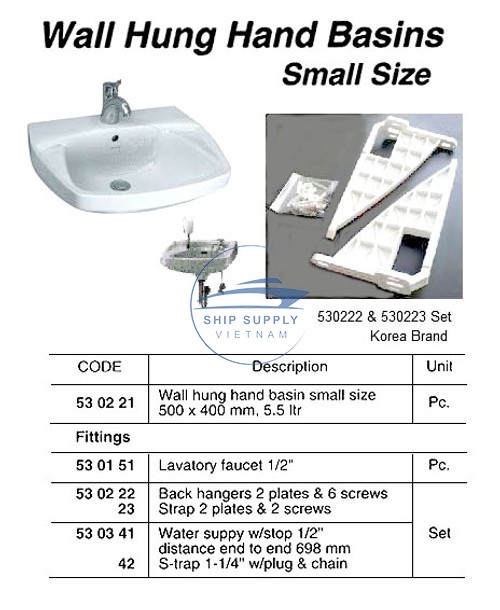 Wall Hung Hand Basins
Small Size
SHIP SUPPLY
VIETNAM
530222 & 530223 Set
Korea Brand
CODE Description Unit
53 02 21 Wall hung hand basin small size
500 x 400 mm, 5.5 ltr Pc.
Fittings
53 01 51 Lavatory faucet 1/2" Pc.
53 02 22 Back hangers 2 plates & 6 screws
23 Strap 2 plates & 2 screws
53 03 41 Water suppy w/stop 1/2" Set
distance end to end 698 mm
42 S-trap 1-1/4" w/plug & chain